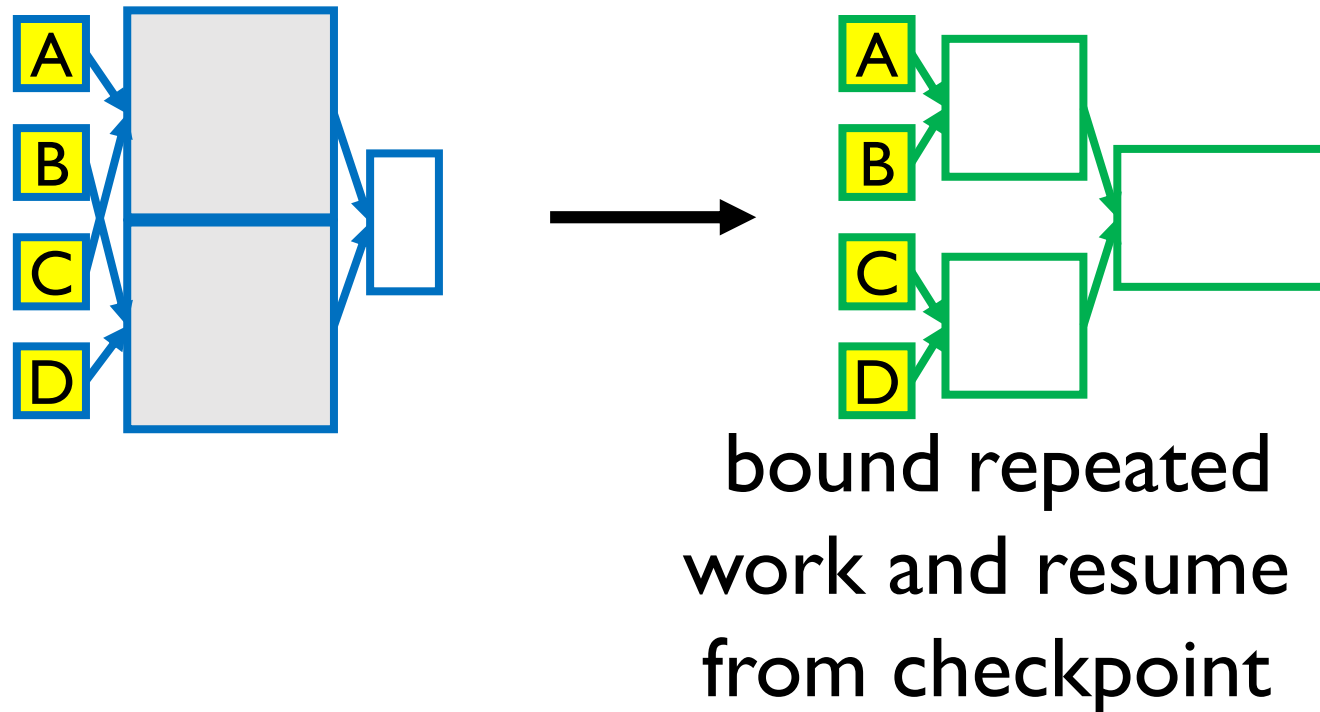 A
B
C
D
A
B
C
D
bound repeated
work and resume
from checkpoint